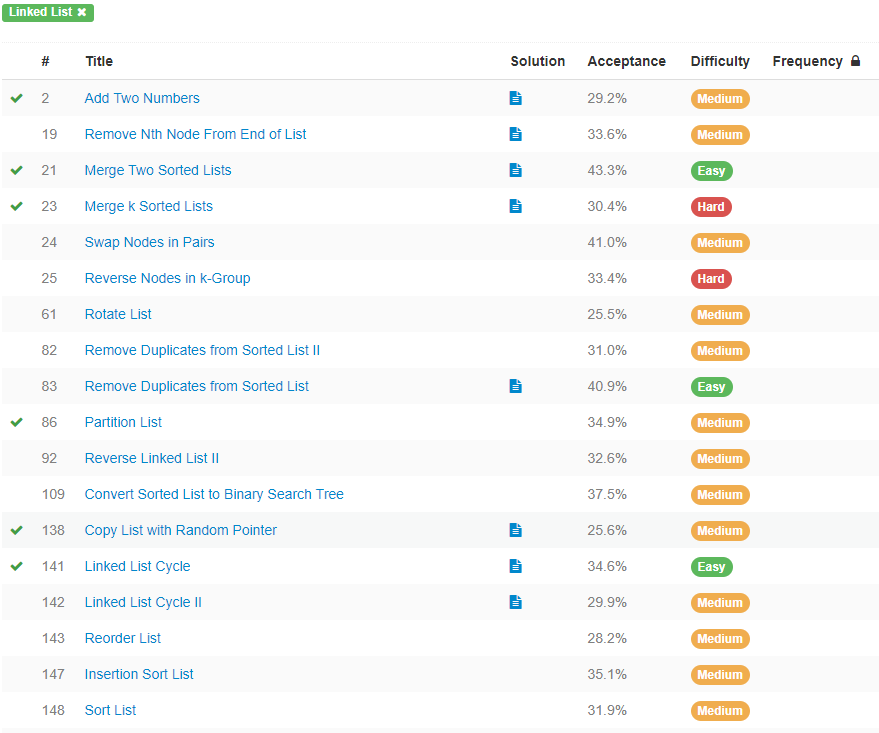 Linked List ✖
# Title Solution Acceptance Difficulty Frequency
2 Add Two Numbers 29.2% Medium
19 Remove Nth Node From End of List 33.6% Medium
21 Merge Two Sorted Lists 43.3% Easy
23 Merge k Sorted Lists 30.4% Hard
24 Swap Nodes in Pairs 41.0% Medium
25 Reverse Nodes in k-Group 33.4% Hard
61 Rotate List 25.5% Medium
82 Remove Duplicates from Sorted List II 31.0% Medium
83 Remove Duplicates from Sorted List 40.9% Easy
86 Partition List 34.9% Medium
92 Reverse Linked List II 32.6% Medium
109 Convert Sorted List to Binary Search Tree 37.5% Medium
138 Copy List with Random Pointer 25.6% Medium
141 Linked List Cycle 34.6% Easy
142 Linked List Cycle II 29.9% Medium
143 Reorder List 28.2% Medium
147 Insertion Sort List 35.1% Medium
148 Sort List 31.9% Medium